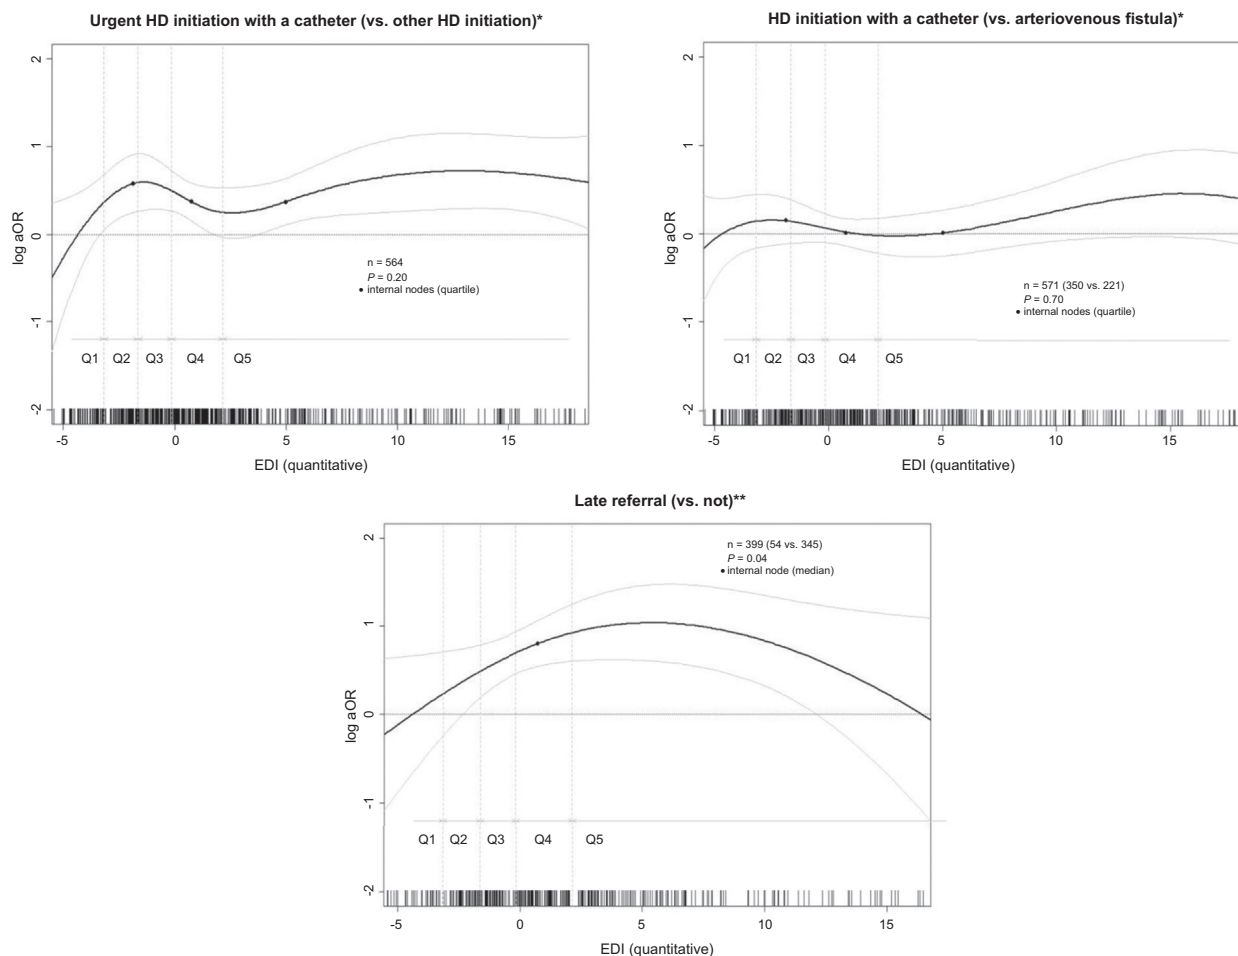 Urgent HD initiation with a catheter (vs. other HD initiation)*
2
1
0
-1
-2
log aOR
n = 564
P = 0.20
• internal nodes (quartile)
Q1 Q2 Q3 Q4 Q5
-5 0 5 10 15
EDI (quantitative)
HD initiation with a catheter (vs. arteriovenous fistula)*
2
1
0
-1
-2
log aOR
n = 571 (350 vs. 221)
P = 0.70
• internal nodes (quartile)
Q1 Q2 Q3 Q4 Q5
-5 0 5 10 15
EDI (quantitative)
Late referral (vs. not)**
2
1
0
-1
-2
log aOR
n = 399 (54 vs. 345)
P = 0.04
• internal node (median)
Q1 Q2 Q3 Q4 Q5
-5 0 5 10 15
EDI (quantitative)